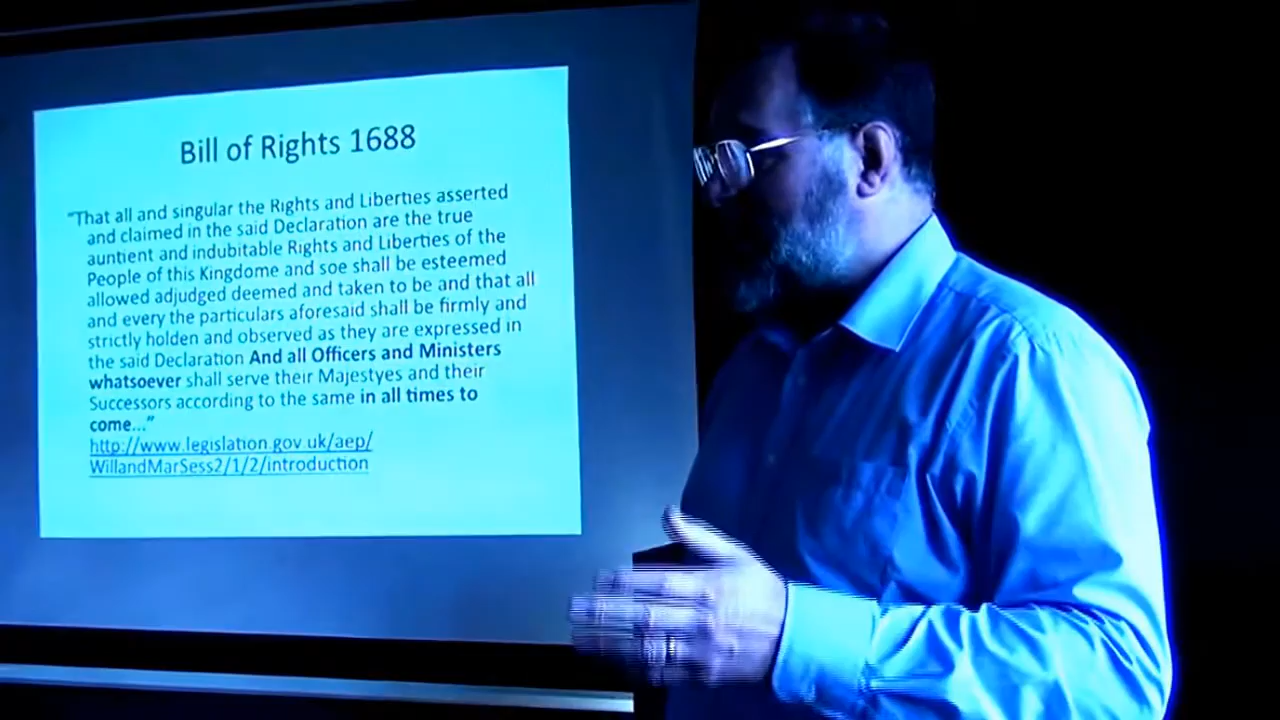 Bill of Rights 1688
“That all and singular the Rights and Liberties asserted
and claimed in the said Declaration are the true
auntient and indubitable Rights and Liberties of the
People of this Kingdome and soe shall be esteemed
allowed adjudged deemed and taken to be and that all
and every the particulars aforesaid shall be firmly and
strictly holden and observed as they are expressed in
the said Declaration And all Officers and Ministers
whatsoever shall serve their Majestyes and their
Successors according to the same in all times to
come...”
http://www.legislation.gov.uk/aep/
WillandMarSess2/1/2/introduction